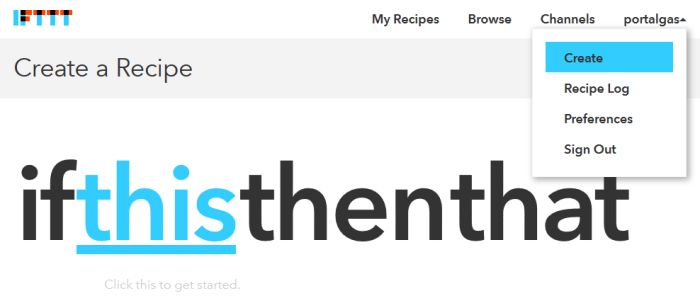 IFTTT
My Recipes Browse Channels portalgas
Create a Recipe
Create
Recipe Log
Preferences
Sign Out
ifthisthenthat
Click this to get started.